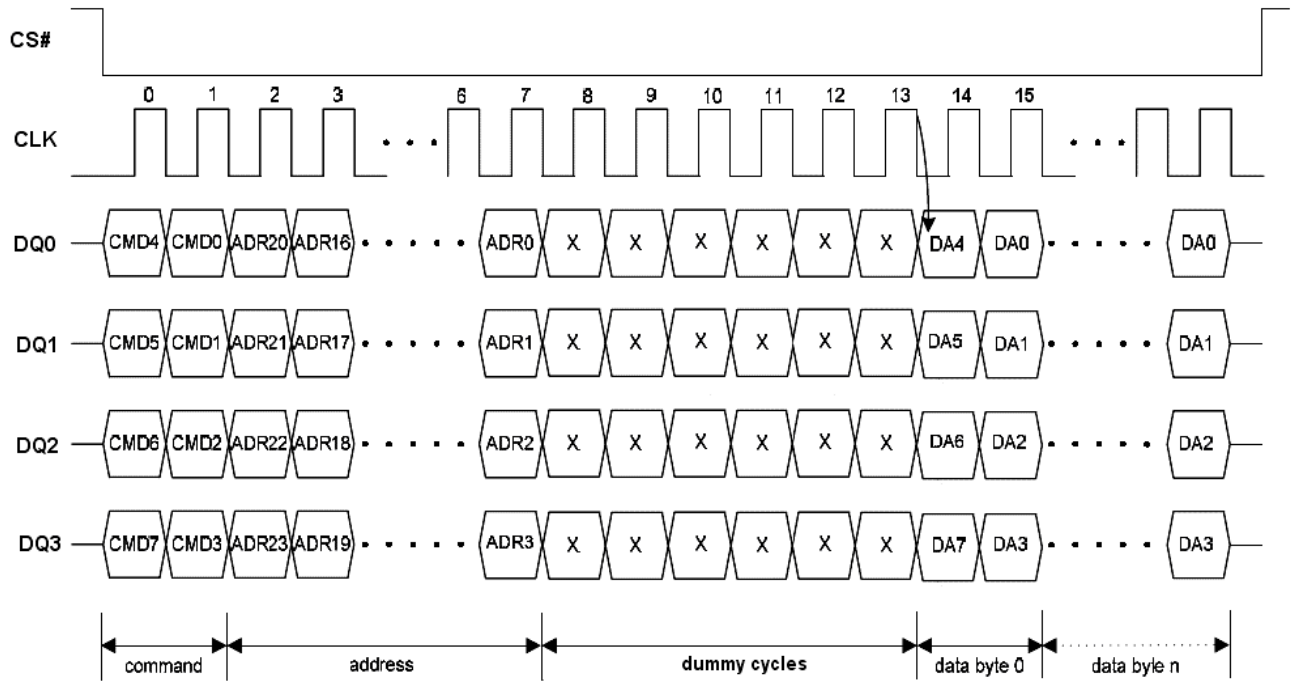 CS#
0 1 2 3 6 7 8 9 10 11 12 13 14 15
CLK
DQ0 CMD4 CMD0 ADR20 ADR16 ADR0 X X X X X X DA4 DA0 DA0
DQ1 CMD5 CMD1 ADR21 ADR17 ADR1 X X X X X X DA5 DA1 DA1
DQ2 CMD6 CMD2 ADR22 ADR18 ADR2 X X X X X X DA6 DA2 DA2
DQ3 CMD7 CMD3 ADR23 ADR19 ADR3 X X X X X X DA7 DA3 DA3
command address dummy cycles data byte 0 data byle n